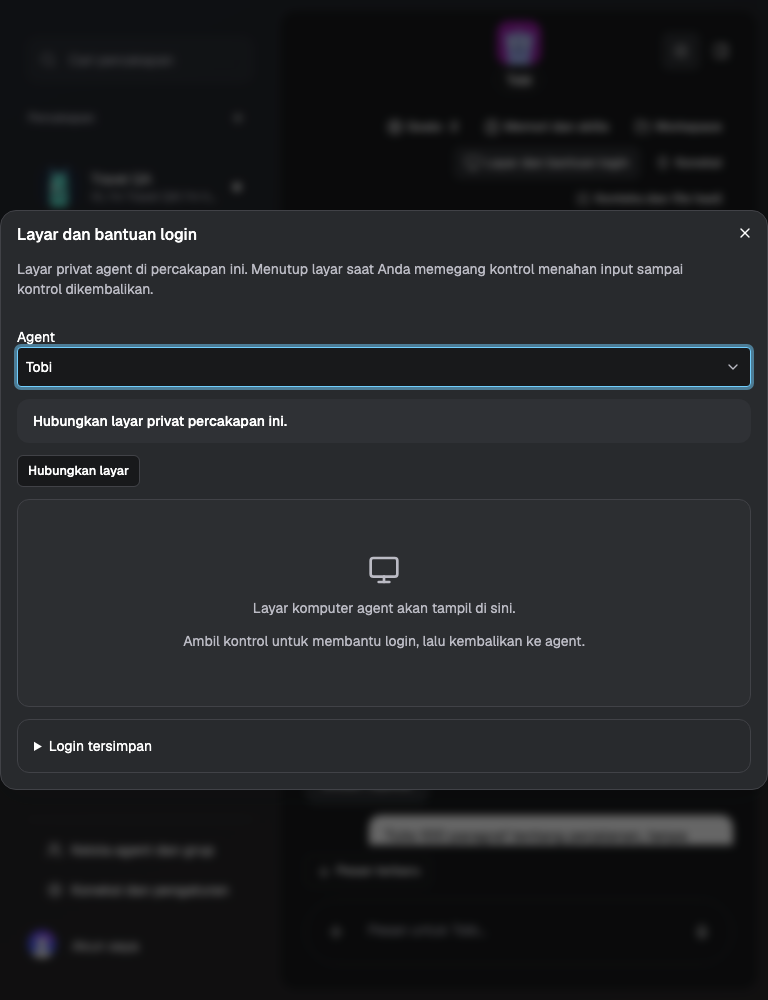 Layar dan bantuan login
Layar privat agent di percakapan ini. Menutup layar saat Anda memegang kontrol menahan input sampai
kontrol dikembalikan.
Agent
Tobi
Hubungkan layar privat percakapan ini.
Hubungkan layar
Layar komputer agent akan tampil di sini.
Ambil kontrol untuk membantu login, lalu kembalikan ke agent.
Login tersimpan